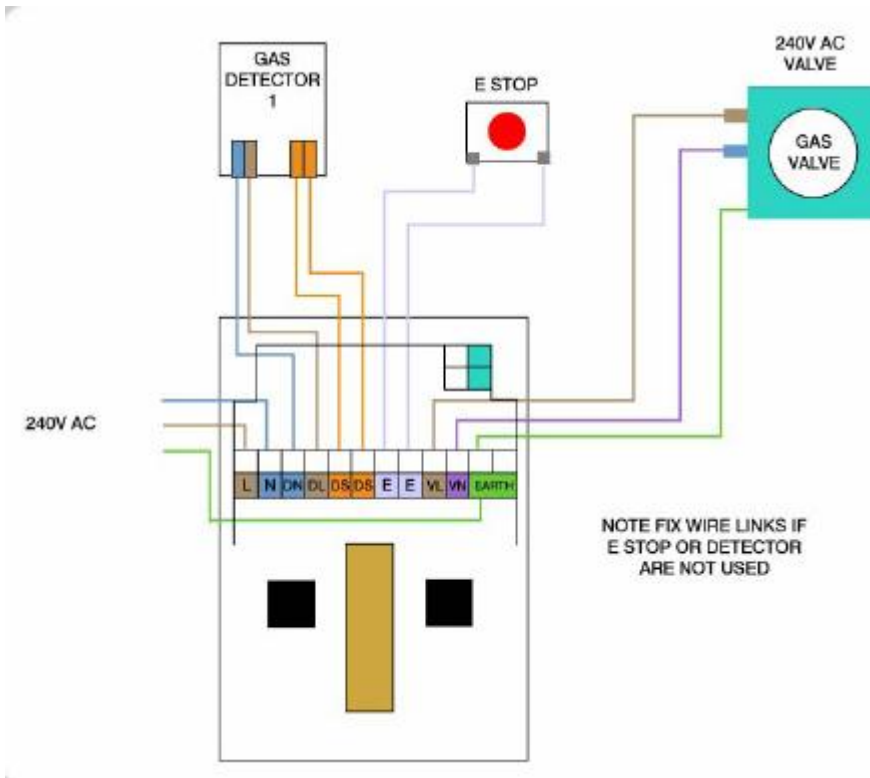 GAS
DETECTOR
1
E STOP
240V AC
VALVE
GAS
VALVE
240V AC
L N DN DL DS DS E E VL VN EARTH
NOTE FIX WIRE LINKS IF
E STOP OR DETECTOR
ARE NOT USED